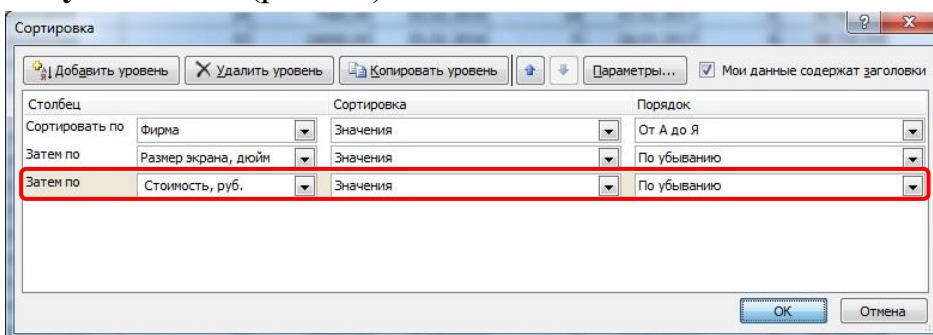 Сортировка
Добавить уровень Удалить уровень Копировать уровень Параметры... Мои данные содержат заголовки
Столбец Сортировка Порядок
Сортировать по Фирма Значения От А до Я
Затем по Размер экрана, дюйм Значения По убыванию
Затем по Стоимость, руб. Значения По убыванию
ОК Отмена